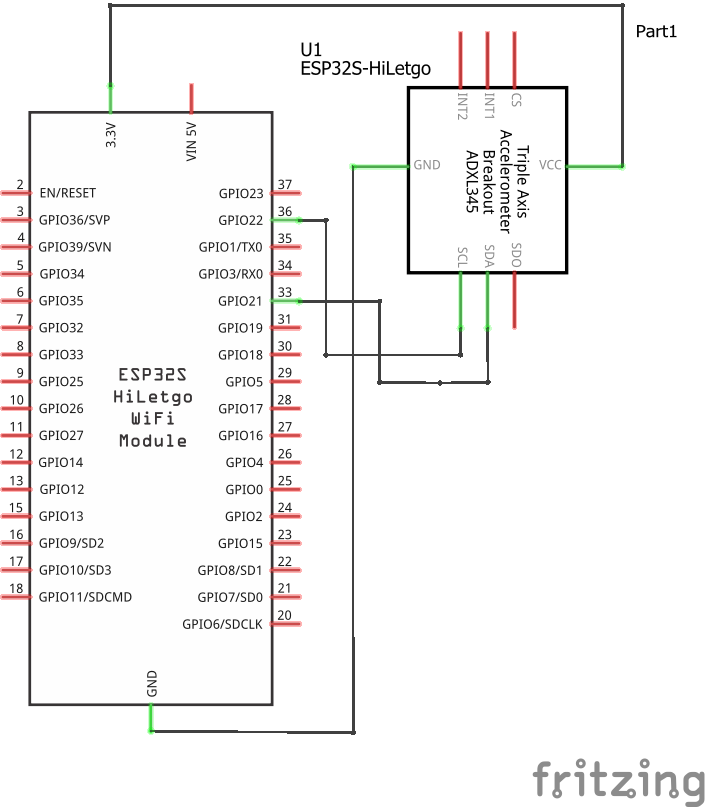 Part1
U1
ESP32S-HiLetgo
INT2
INT1
CS
GND
VCC
Triple Axis
Accelerometer
Breakout
ADXL345
SCL
SDA
SDO
3.3V
VIN 5V
2 EN/RESET
3 GPIO36/SVP
4 GPIO39/SVN
5 GPIO34
6 GPIO35
7 GPIO32
8 GPIO33
9 GPIO25
10 GPIO26
11 GPIO27
12 GPIO14
13 GPIO12
15 GPIO13
16 GPIO9/SD2
17 GPIO10/SD3
18 GPIO11/SDCMD
ESP32S
HiLetgo
WiFi
Module
GPIO23 37
GPIO22 36
GPIO1/TX0 35
GPIO3/RX0 34
GPIO21 33
GPIO19 31
GPIO18 30
GPIO5 29
GPIO17 28
GPIO16 27
GPIO4 26
GPIO0 25
GPIO2 24
GPIO15 23
GPIO8/SD1 22
GPIO7/SD0 21
GPIO6/SDCLK 20
GND
fritzing